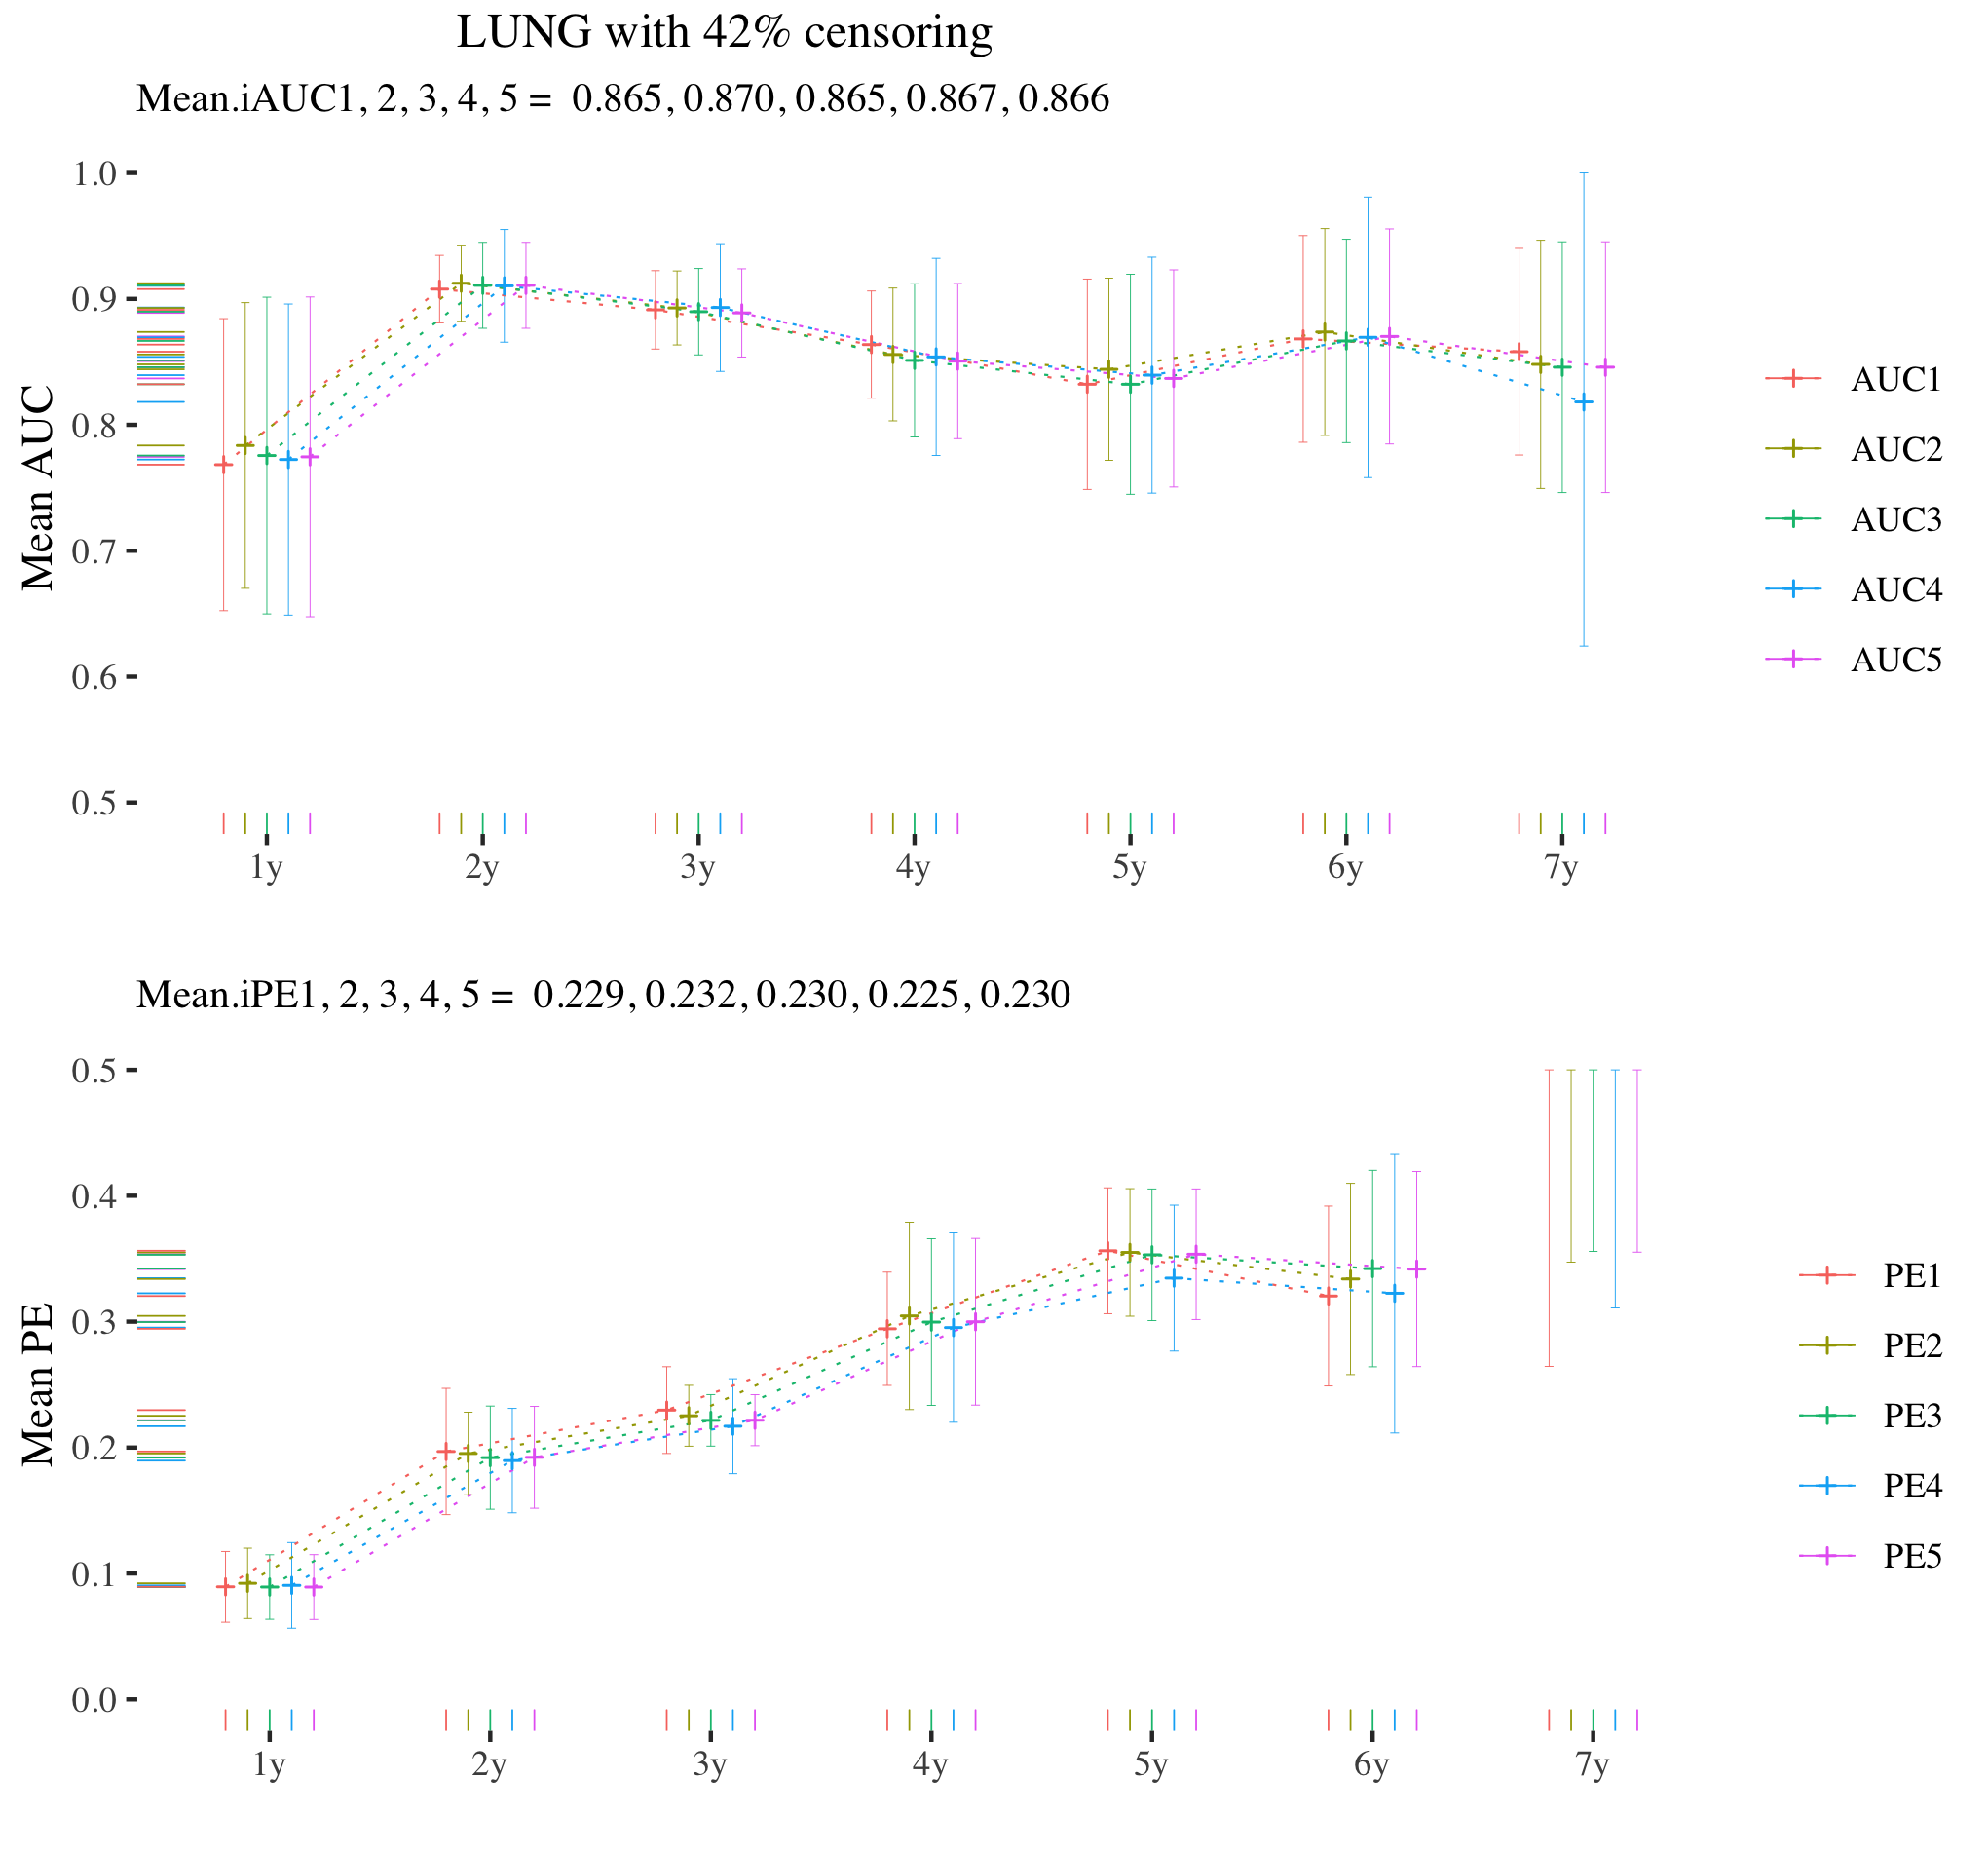 LUNG with 42% censoring
Mean.iAUC1, 2, 3, 4, 5 = 0.865, 0.870, 0.865, 0.867, 0.866
Mean AUC
1.0
0.9
0.8
0.7
0.6
0.5
1y 2y 3y 4y 5y 6y 7y
AUC1
AUC2
AUC3
AUC4
AUC5
Mean.iPE1, 2, 3, 4, 5 = 0.229, 0.232, 0.230, 0.225, 0.230
Mean PE
0.5
0.4
0.3
0.2
0.1
0.0
1y 2y 3y 4y 5y 6y 7y
PE1
PE2
PE3
PE4
PE5